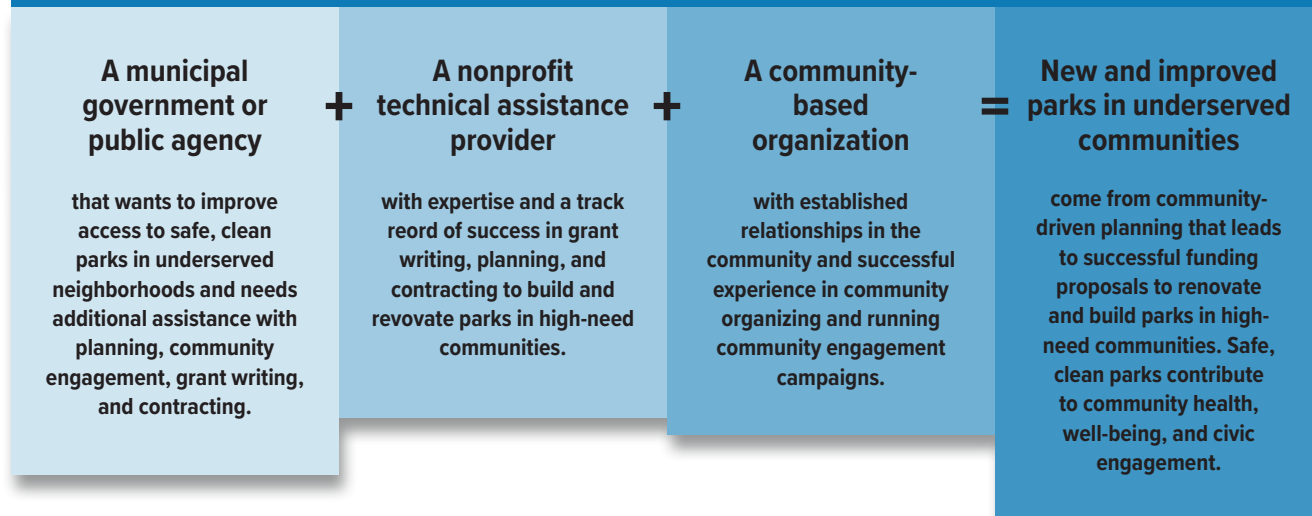 A municipal
government or
public agency
that wants to improve
access to safe, clean
parks in underserved
neighborhoods and needs
additional assistance with
planning, community
engagement, grant writing,
and contracting.
+
A nonprofit
technical assistance
provider
with expertise and a track
reord of success in grant
writing, planning, and
contracting to build and
revovate parks in high-need
communities.
+
A community-
based
organization
with established
relationships in the
community and successful
experience in community
organizing and running
community engagement
campaigns.
=
New and improved
parks in underserved
communities
come from community-
driven planning that leads
to successful funding
proposals to renovate
and build parks in high-
need communities. Safe,
clean parks contribute
to community health,
well-being, and civic
engagement.